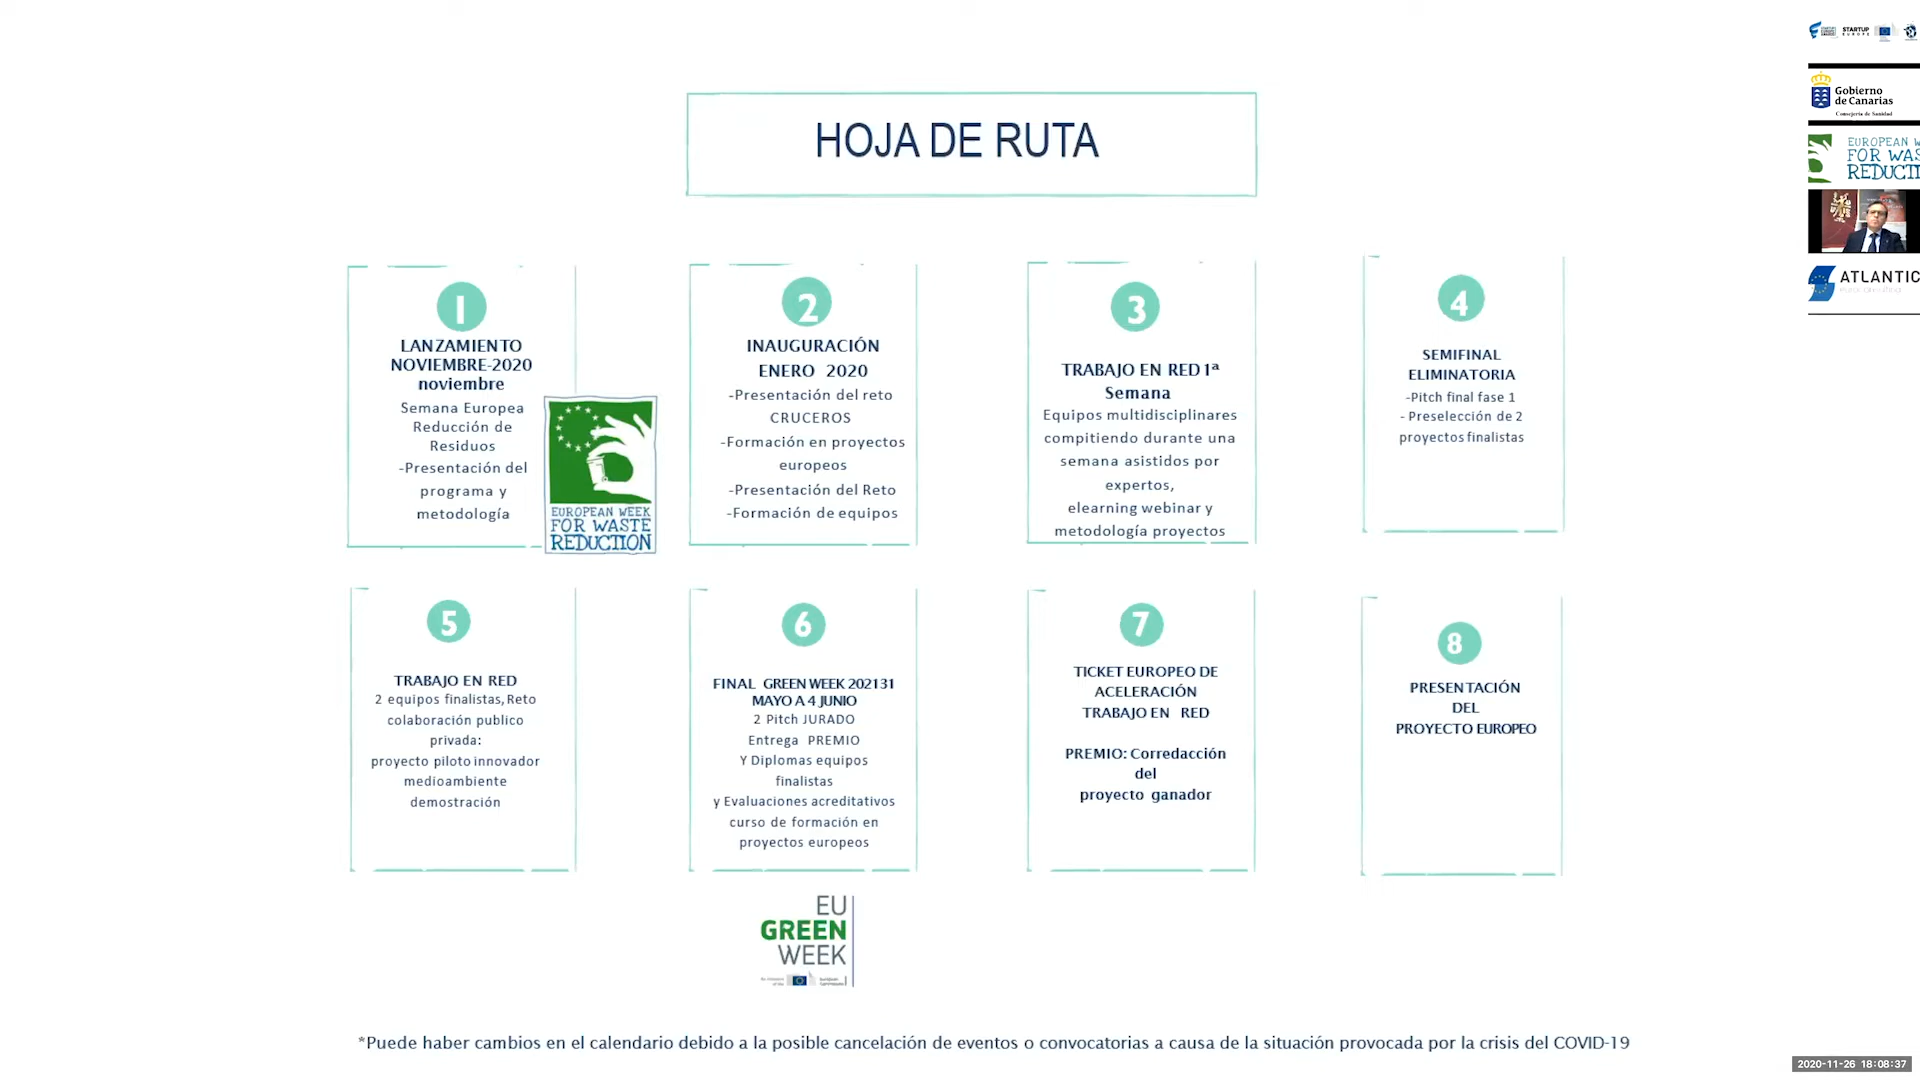 HOJA DE RUTA
1
LANZAMIENTO
NOVIEMBRE-2020
noviembre
Semana Europea
Reducción de
Residuos
-Presentación del
programa y
metodología
EUROPEAN WEEK
FOR WASTE
REDUCTION
2
INAUGURACIÓN
ENERO 2020
-Presentación del reto
CRUCEROS
-Formación en proyectos
europeos
-Presentación del Reto
-Formación de equipos
3
TRABAJO EN RED 1ª
Semana
Equipos multidisciplinares
compitiendo durante una
semana asistidos por
expertos,
elearning webinar y
metodología proyectos
4
SEMIFINAL
ELIMINATORIA
-Pitch final fase 1
- Preselección de 2
proyectos finalistas
5
TRABAJO EN RED
2 equipos finalistas, Reto
colaboración publico
privada:
proyecto piloto innovador
medioambiente
demostración
6
FINAL GREEN WEEK 202131
MAYO A 4 JUNIO
2 Pitch JURADO
Entrega PREMIO
Y Diplomas equipos
finalistas
y Evaluaciones acreditativos
curso de formación en
proyectos europeos
7
TICKET EUROPEO DE
ACELERACIÓN
TRABAJO EN RED
PREMIO: Corredacción
del
proyecto ganador
8
PRESENTACIÓN
DEL
PROYECTO EUROPEO
EU
GREEN
WEEK
*Puede haber cambios en el calendario debido a la posible cancelación de eventos o convocatorias a causa de la situación provocada por la crisis del COVID-19
STARTUP
EUROPE
Gobierno
de Canarias
Consejería de Sanidad
EUROPEAN W
FOR WAS
REDUCTI
ATLANTIC
2020-11-26 18:08:37